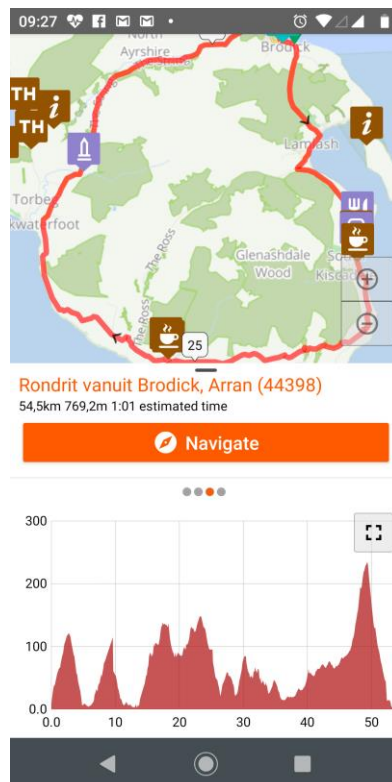 09:27
North
Ayrshire
Brodick
TH
TH
Lamlash
Torbeg
kwaterfoot
The Ross
The-Ross
Glenashdale
Wood
Kiscad
25
Rondrit vanuit Brodick, Arran (44398)
54,5km 769,2m 1:01 estimated time
Navigate
300
200
100
0.0
0.0 10 20 30 40 50